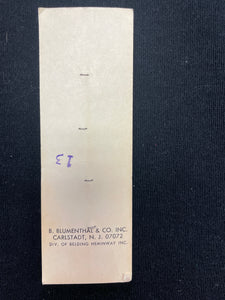 13
B. BLUMENTHAL & CO. INC.
CARLSTADT, N. J. 07072
DIV. OF BELDING HEMINWAY INC.